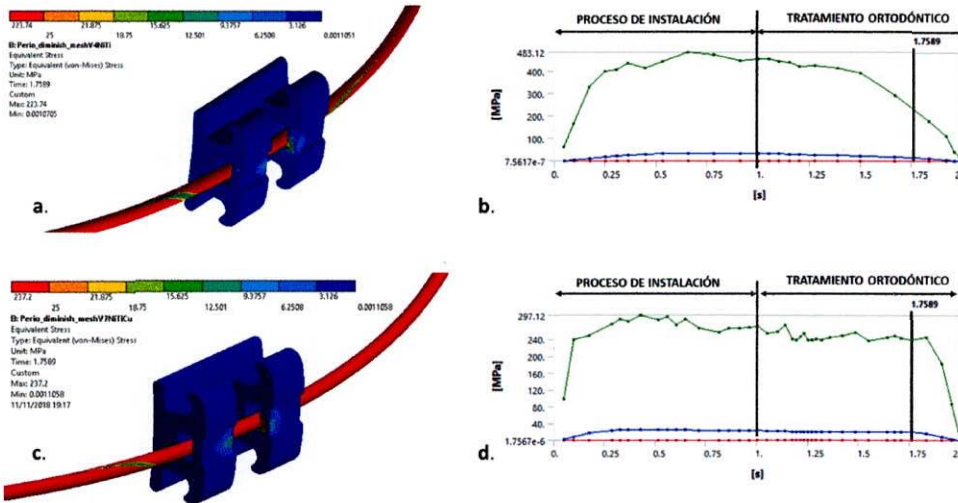 223.74 21.875 15.625 9.3757 3.126
25 18.75 12.501 6.2508 0.0011051
B: Perio_diminish_meshV4NiTi
Equivalent Stress
Type: Equivalent (von-Mises) Stress
Unit: MPa
Time: 1.7589
Custom
Max: 223.74
Min: 0.0010705
a.
PROCESO DE INSTALACIÓN
TRATAMIENTO ORTODÓNTICO
1.7589
483.12
400.
300.
200.
100.
7.5617e-7
[MPa]
0. 0.25 0.5 0.75 1. 1.25 1.5 1.75 2.
[s]
b.
237.2 21.875 15.625 9.3757 3.126
25 18.75 12.501 6.2508 0.0011058
B: Perio_diminish_meshV7NiTiCu
Equivalent Stress
Type: Equivalent (von-Mises) Stress
Unit: MPa
Time: 1.7589
Custom
Max: 237.2
Min: 0.0011058
11/11/2018 19:17
c.
PROCESO DE INSTALACIÓN
TRATAMIENTO ORTODÓNTICO
1.7589
297.12
240.
200.
160.
120.
80.
40.
1.7567e-6
[MPa]
0. 0.25 0.5 0.75 1. 1.25 1.5 1.75 2.
[s]
d.